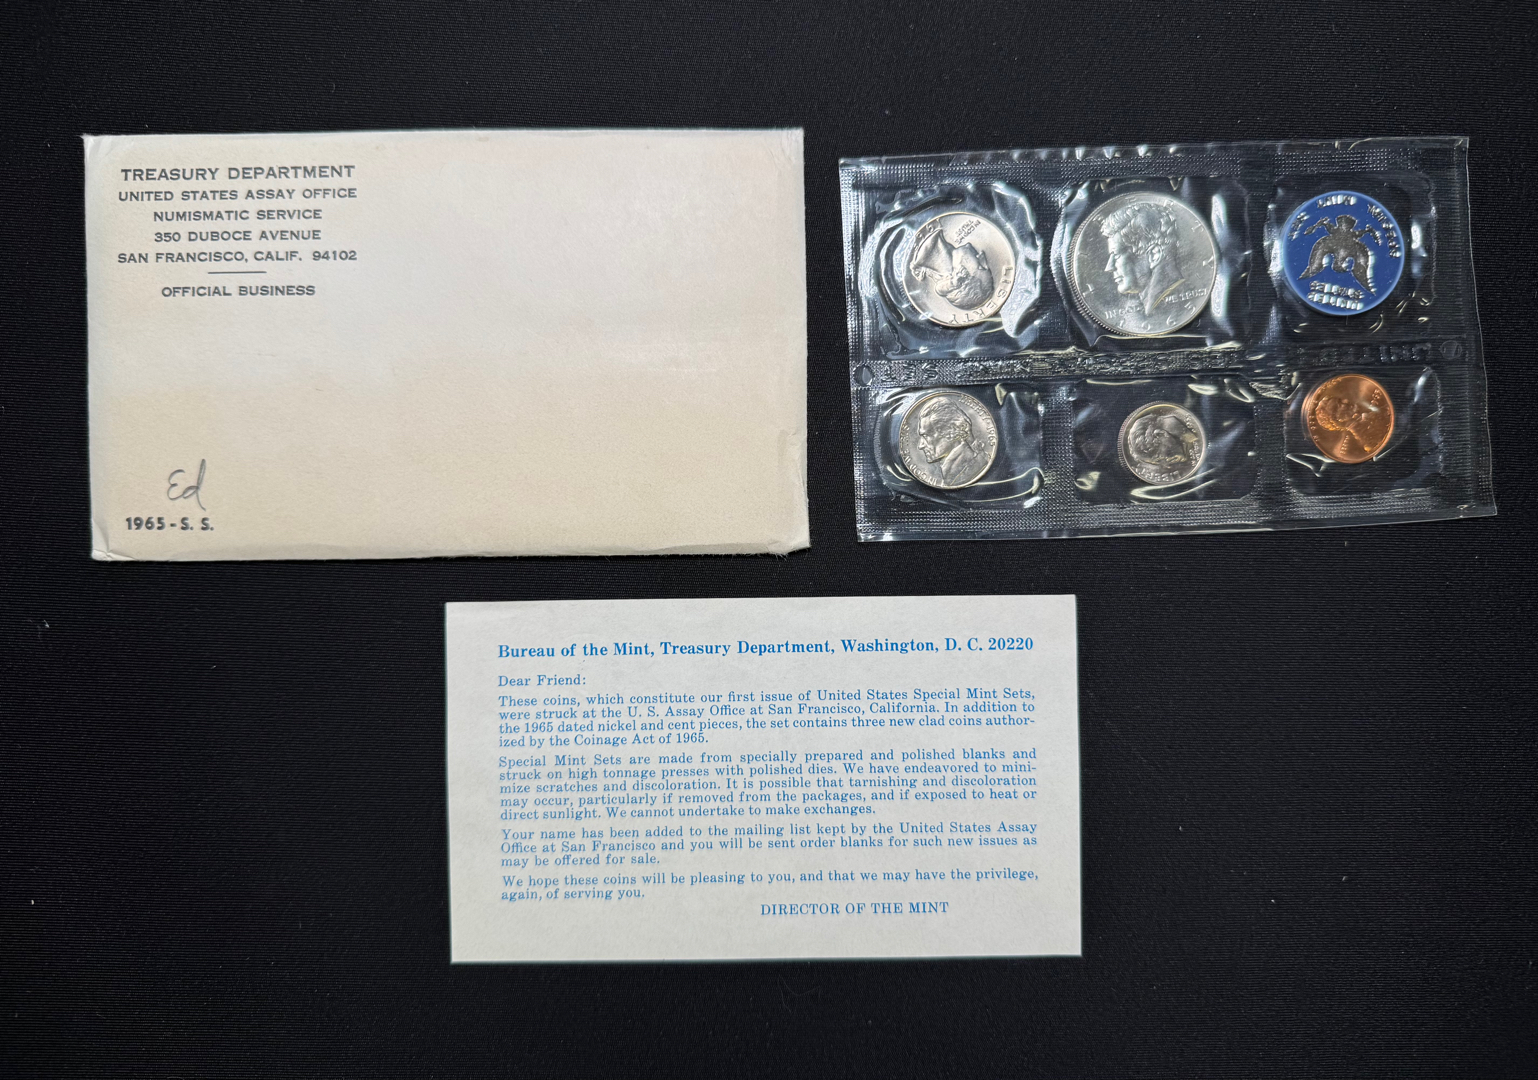 TREASURY DEPARTMENT
UNITED STATES ASSAY OFFICE
NUMISMATIC SERVICE
350 DUBOCE AVENUE
SAN FRANCISCO, CALIF. 94102
OFFICIAL BUSINESS
Ed
1965-S. S.
LIBERTY
WE TRUST
IN GOD
1965
LIBERTY
UNITED
Bureau of the Mint, Treasury Department, Washington, D. C. 20220
Dear Friend:
These coins, which constitute our first issue of United States Special Mint Sets,
were struck at the U. S. Assay Office at San Francisco, California. In addition to
the 1965 dated nickel and cent pieces, the set contains three new clad coins author-
ized by the Coinage Act of 1965.
Special Mint Sets are made from specially prepared and polished blanks and
struck on high tonnage presses with polished dies. We have endeavored to mini-
mize scratches and discoloration. It is possible that tarnishing and discoloration
may occur, particularly if removed from the packages, and if exposed to heat or
direct sunlight. We cannot undertake to make exchanges.
Your name has been added to the mailing list kept by the United States Assay
Office at San Francisco and you will be sent order blanks for such new issues as
may be offered for sale.
We hope these coins will be pleasing to you, and that we may have the privilege,
again, of serving you.
DIRECTOR OF THE MINT